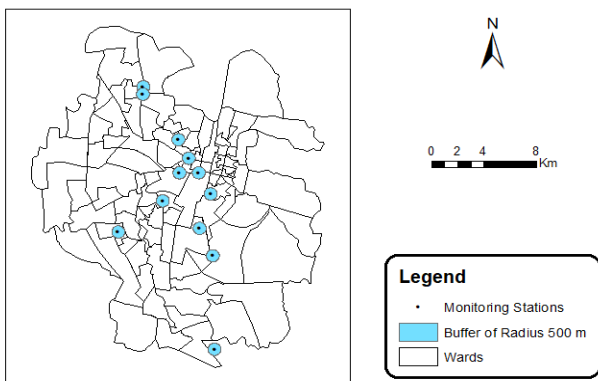 N
0 2 4 8
Km
Legend
Monitoring Stations
Buffer of Radius 500 m
Wards